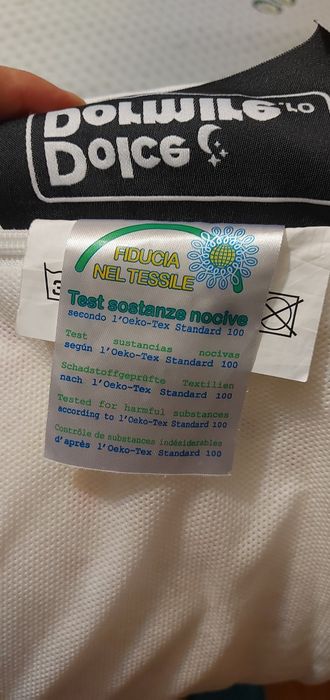 Dolce
Dormire.ro
FIDUCIA
NEL TESSILE
Test sostanze nocive
secondo l'Oeko-Tex Standard 100
Test sustancias nocivas
según l'Oeko-Tex Standard 100
Schadstoffgeprüfte Textilien
nach l'Oeko-Tex Standard 100
Tested for harmful substances
according to l'Oeko-Tex Standard 100
Contrôle de substances indésiderables
d'après l'Oeko-Tex Standard 100